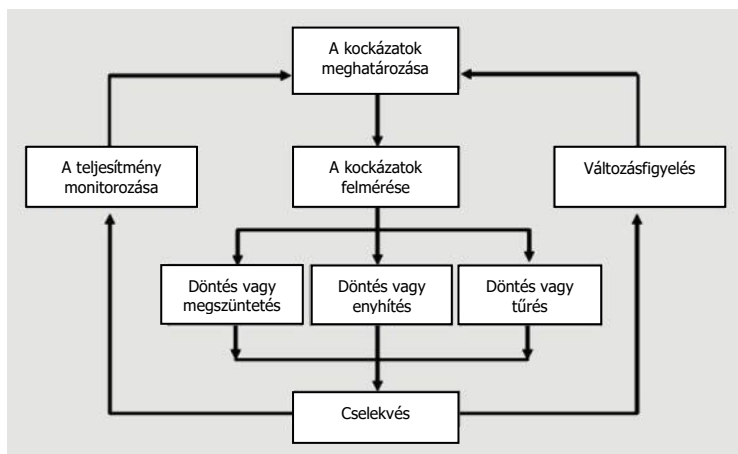 A kockázatok
meghatározása
A teljesítmény
monitorozása
A kockázatok
felmérése
Változásfigyelés
Döntés vagy
megszüntetés
Döntés vagy
enyhítés
Döntés vagy
tűrés
Cselekvés